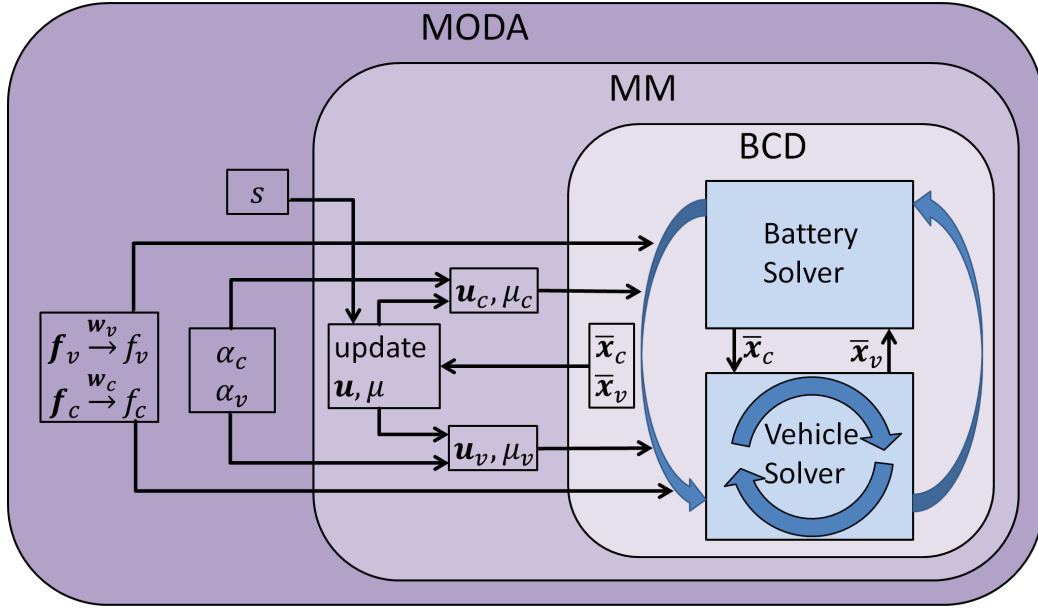 MODA
MM
BCD
s
Battery
Solver
𝒖_c, μ_c
update
𝒖, μ
𝒙̅_c
𝒙̅_v
𝒙̅_c
𝒙̅_v
w_v
𝒇_v → f_v
w_c
𝒇_c → f_c
α_c
α_v
𝒖_v, μ_v
Vehicle
Solver